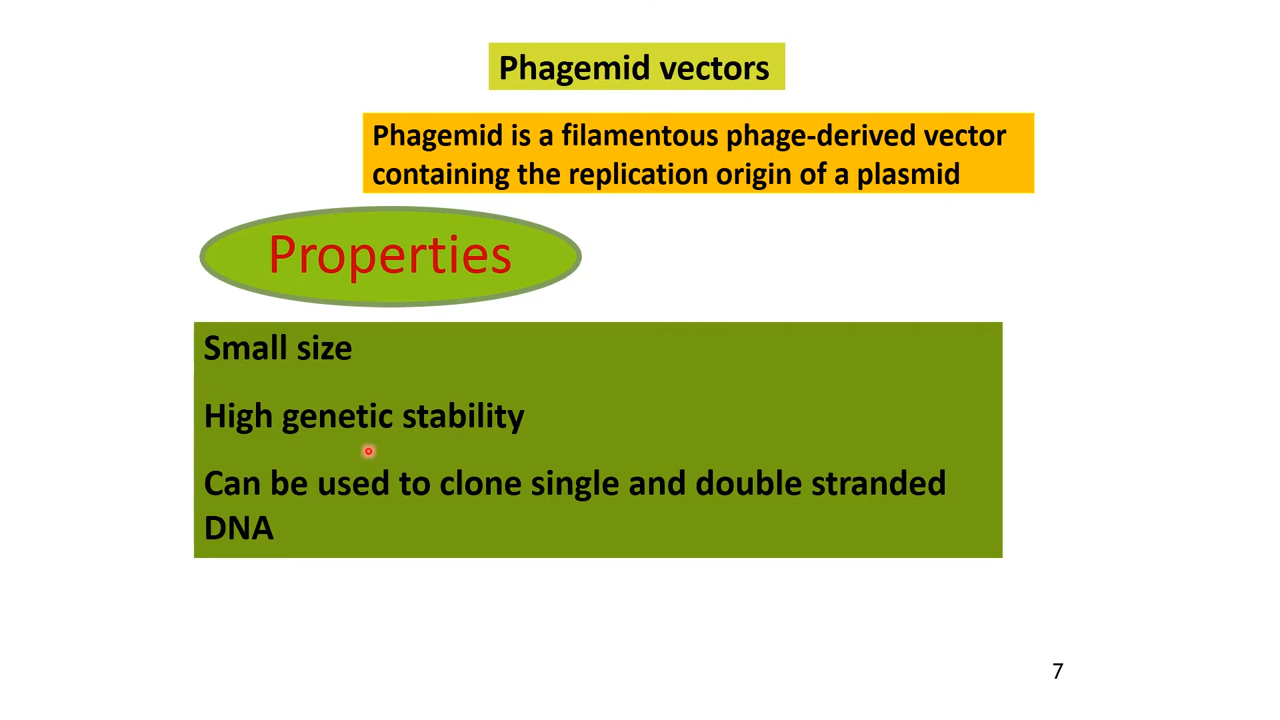 Phagemid vectors
Phagemid is a filamentous phage-derived vector
containing the replication origin of a plasmid
Properties
Small size
High genetic stability
Can be used to clone single and double stranded
DNA
7